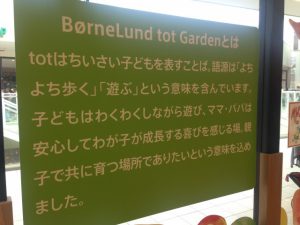 BørneLund tot Gardenとは
totはちいさい子どもを表すことば。語源は「よち
よち歩く」「遊ぶ」という意味を含んでいます。
子どもはわくわくしながら遊び、ママ・パパは
安心してわが子が成長する喜びを感じる場。親
子で共に育つ場所でありたいという意味を込め
ました。